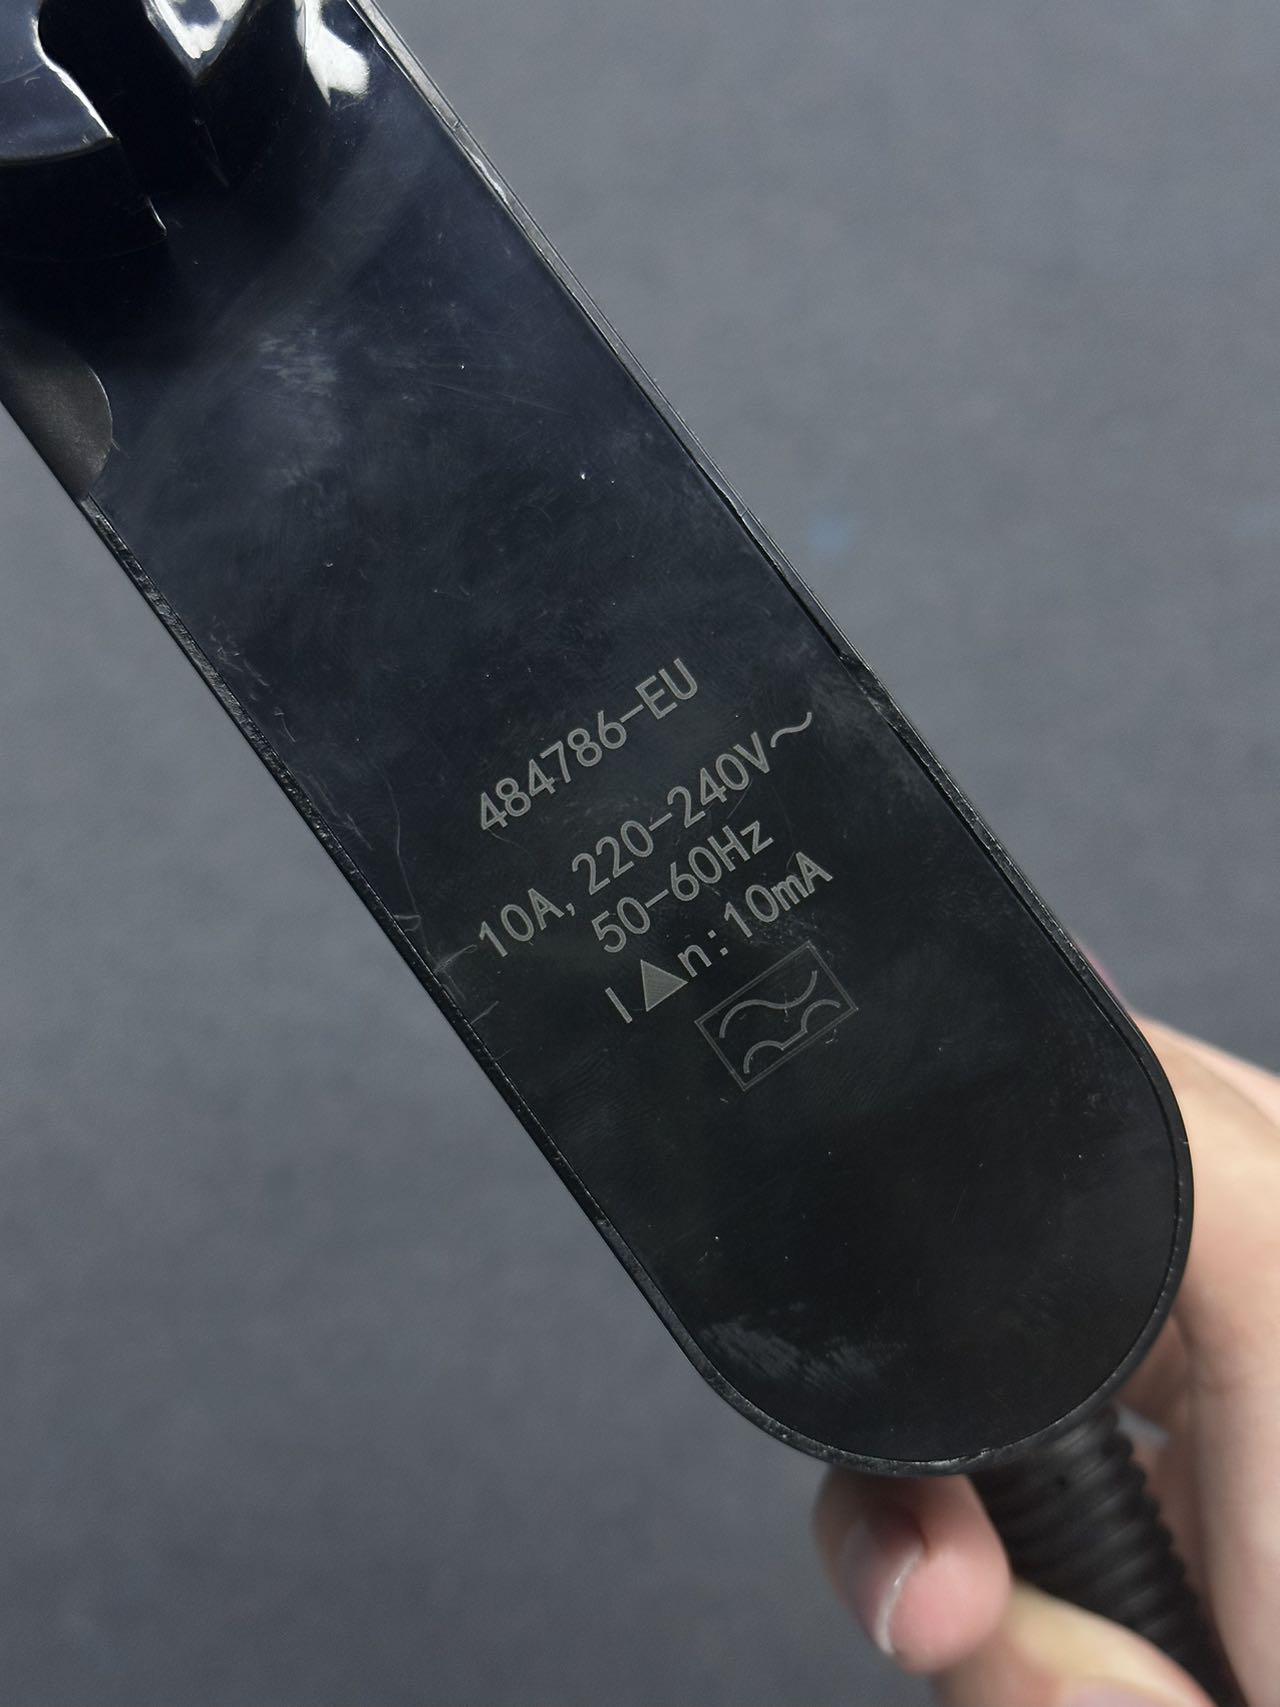 484786-EU
10A, 220-240V～
50-60Hz
I▲n:10mA